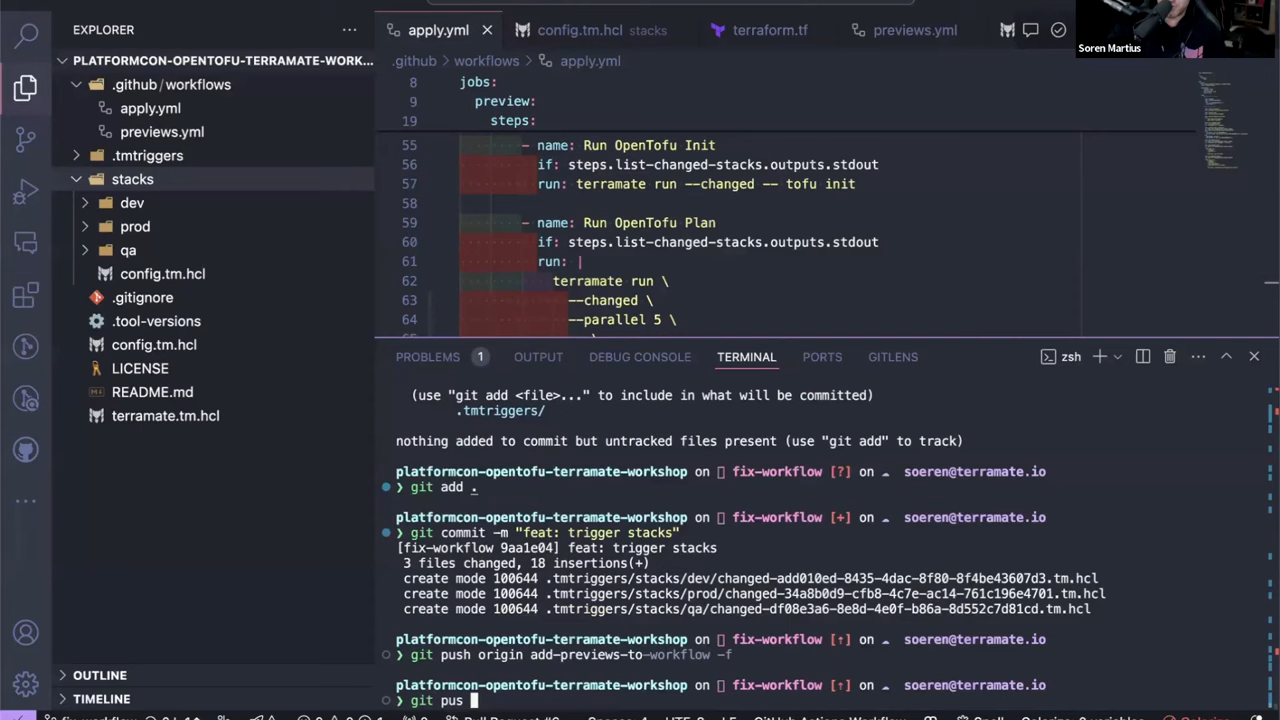 EXPLORER
PLATFORMCON-OPENTOFU-TERRAMATE-WORK...
.github/workflows
apply.yml
previews.yml
.tmtriggers
stacks
dev
prod
qa
config.tm.hcl
.gitignore
.tool-versions
config.tm.hcl
LICENSE
README.md
terramate.tm.hcl
OUTLINE
TIMELINE
apply.yml
config.tm.hcl stacks
terraform.tf
previews.yml
Soren Martius
.github > workflows > apply.yml
8 jobs:
9 preview:
19 steps:
55 - name: Run OpenTofu Init
56 if: steps.list-changed-stacks.outputs.stdout
57 run: terramate run --changed -- tofu init
58
59 - name: Run OpenTofu Plan
60 if: steps.list-changed-stacks.outputs.stdout
61 run: |
62 terramate run \
63 --changed \
64 --parallel 5 \
PROBLEMS 1 OUTPUT DEBUG CONSOLE TERMINAL PORTS GITLENS zsh
(use "git add <file>..." to include in what will be committed)
.tmtriggers/
nothing added to commit but untracked files present (use "git add" to track)
platformcon-opentofu-terramate-workshop on fix-workflow [?] on soeren@terramate.io
❯ git add .
platformcon-opentofu-terramate-workshop on fix-workflow [+] on soeren@terramate.io
❯ git commit -m "feat: trigger stacks"
[fix-workflow 9aa1e04] feat: trigger stacks
3 files changed, 18 insertions(+)
create mode 100644 .tmtriggers/stacks/dev/changed-add010ed-8435-4dac-8f80-8f4be43607d3.tm.hcl
create mode 100644 .tmtriggers/stacks/prod/changed-34a8b0d9-cfb8-4c7e-ac14-761c196e4701.tm.hcl
create mode 100644 .tmtriggers/stacks/qa/changed-df08e3a6-8e8d-4e0f-b86a-8d552c7d81cd.tm.hcl
platformcon-opentofu-terramate-workshop on fix-workflow [↑] on soeren@terramate.io
❯ git push origin add-previews-to-workflow -f
platformcon-opentofu-terramate-workshop on fix-workflow [↑] on soeren@terramate.io
❯ git pus